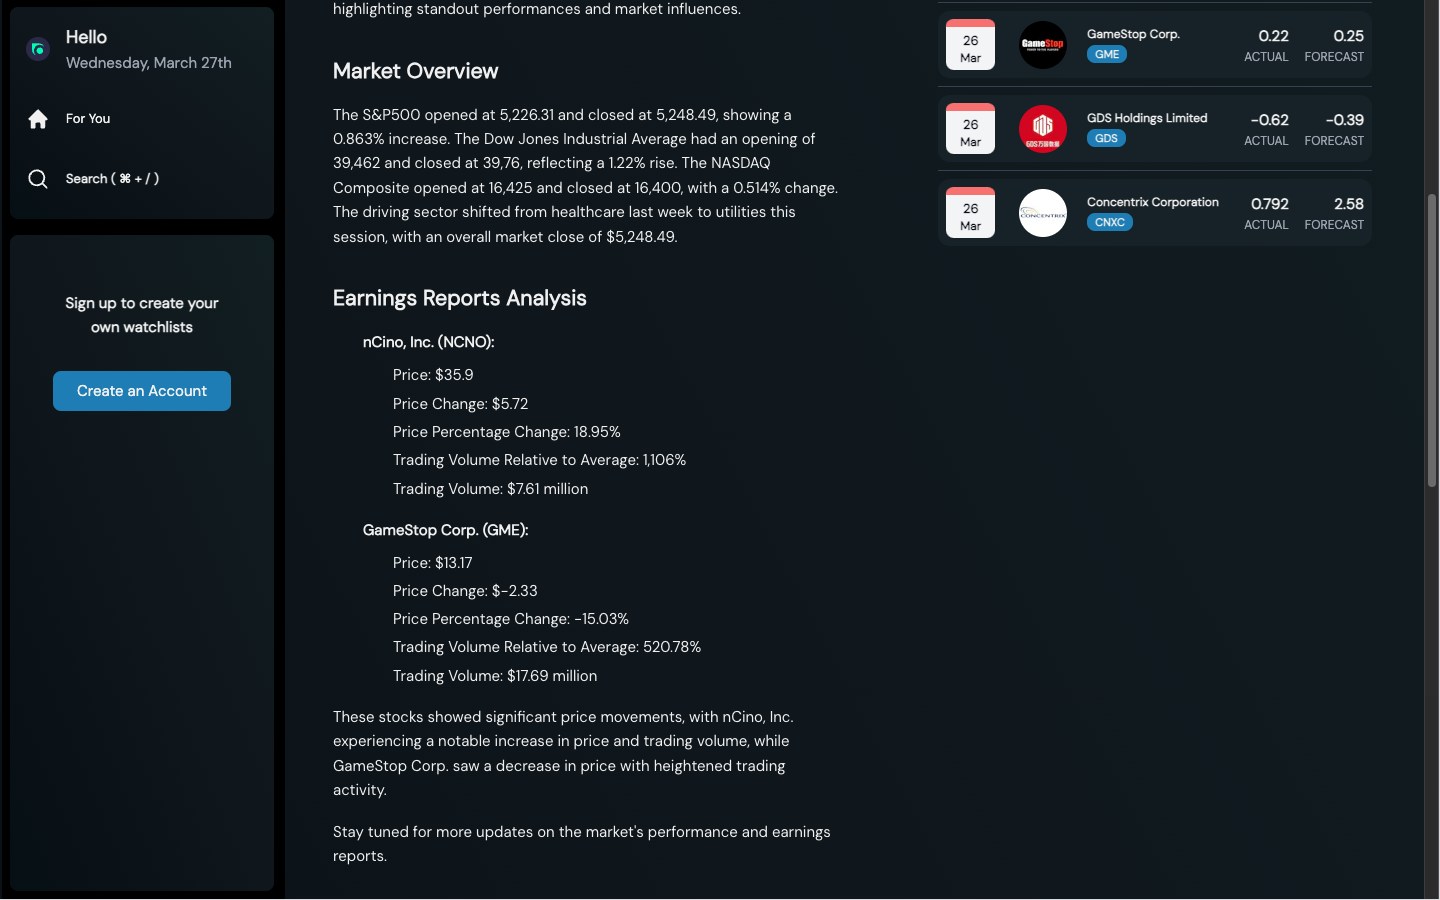 Hello
Wednesday, March 27th
For You
Search ( ⌘ + / )
Sign up to create your
own watchlists
Create an Account
highlighting standout performances and market influences.
Market Overview
The S&P500 opened at 5,226.31 and closed at 5,248.49, showing a
0.863% increase. The Dow Jones Industrial Average had an opening of
39,462 and closed at 39,76, reflecting a 1.22% rise. The NASDAQ
Composite opened at 16,425 and closed at 16,400, with a 0.514% change.
The driving sector shifted from healthcare last week to utilities this
session, with an overall market close of $5,248.49.
Earnings Reports Analysis
nCino, Inc. (NCNO):
Price: $35.9
Price Change: $5.72
Price Percentage Change: 18.95%
Trading Volume Relative to Average: 1,106%
Trading Volume: $7.61 million
GameStop Corp. (GME):
Price: $13.17
Price Change: $-2.33
Price Percentage Change: -15.03%
Trading Volume Relative to Average: 520.78%
Trading Volume: $17.69 million
These stocks showed significant price movements, with nCino, Inc.
experiencing a notable increase in price and trading volume, while
GameStop Corp. saw a decrease in price with heightened trading
activity.
Stay tuned for more updates on the market's performance and earnings
reports.
26
Mar
GameStop
GameStop Corp.
GME
0.22
ACTUAL
0.25
FORECAST
26
Mar
GDS万国数据
GDS Holdings Limited
GDS
-0.62
ACTUAL
-0.39
FORECAST
26
Mar
CONCENTRIX
Concentrix Corporation
CNXC
0.792
ACTUAL
2.58
FORECAST